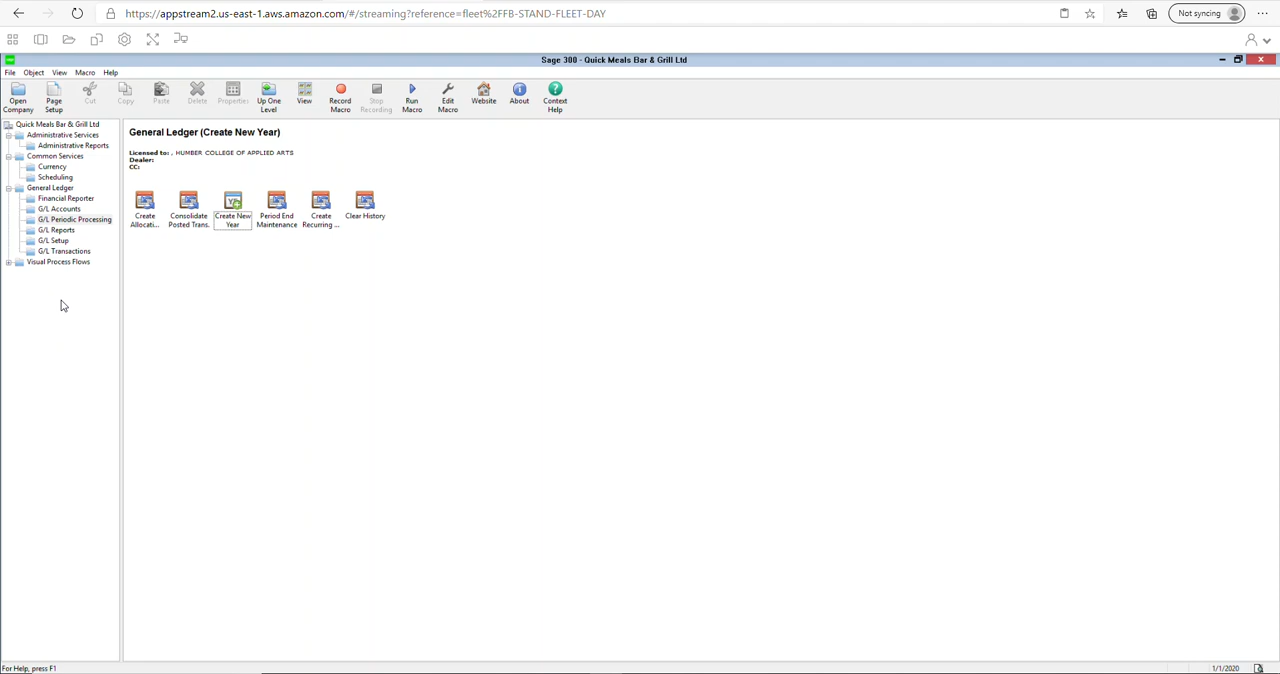 https://appstream2.us-east-1.aws.amazon.com/#/streaming?reference=fleet%2FFB-STAND-FLEET-DAY
Not syncing
Sage 300 - Quick Meals Bar & Grill Ltd
File Object View Macro Help
Open Company
Page Setup
Cut
Copy
Paste
Delete
Properties
Up One Level
View
Record Macro
Stop Recording
Run Macro
Edit Macro
Website
About
Context Help
Quick Meals Bar & Grill Ltd
Administrative Services
Administrative Reports
Common Services
Currency
Scheduling
General Ledger
Financial Reporter
G/L Accounts
G/L Periodic Processing
G/L Reports
G/L Setup
G/L Transactions
Visual Process Flows
General Ledger (Create New Year)
Licensed to: , HUMBER COLLEGE OF APPLIED ARTS
Dealer:
CC:
Create Allocati...
Consolidate Posted Trans.
Create New Year
Period End Maintenance
Create Recurring ...
Clear History
For Help, press F1
1/1/2020